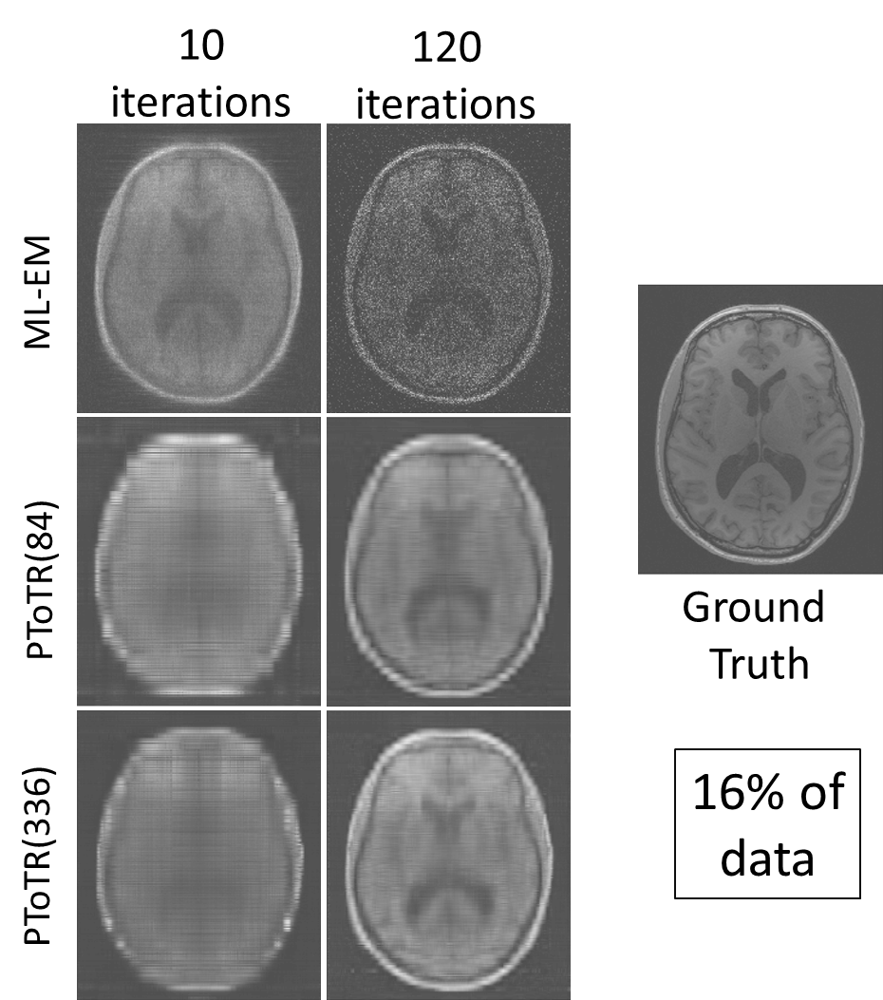 10
iterations
120
iterations
ML-EM
PToTR(84)
PToTR(336)
Ground
Truth
16% of
data